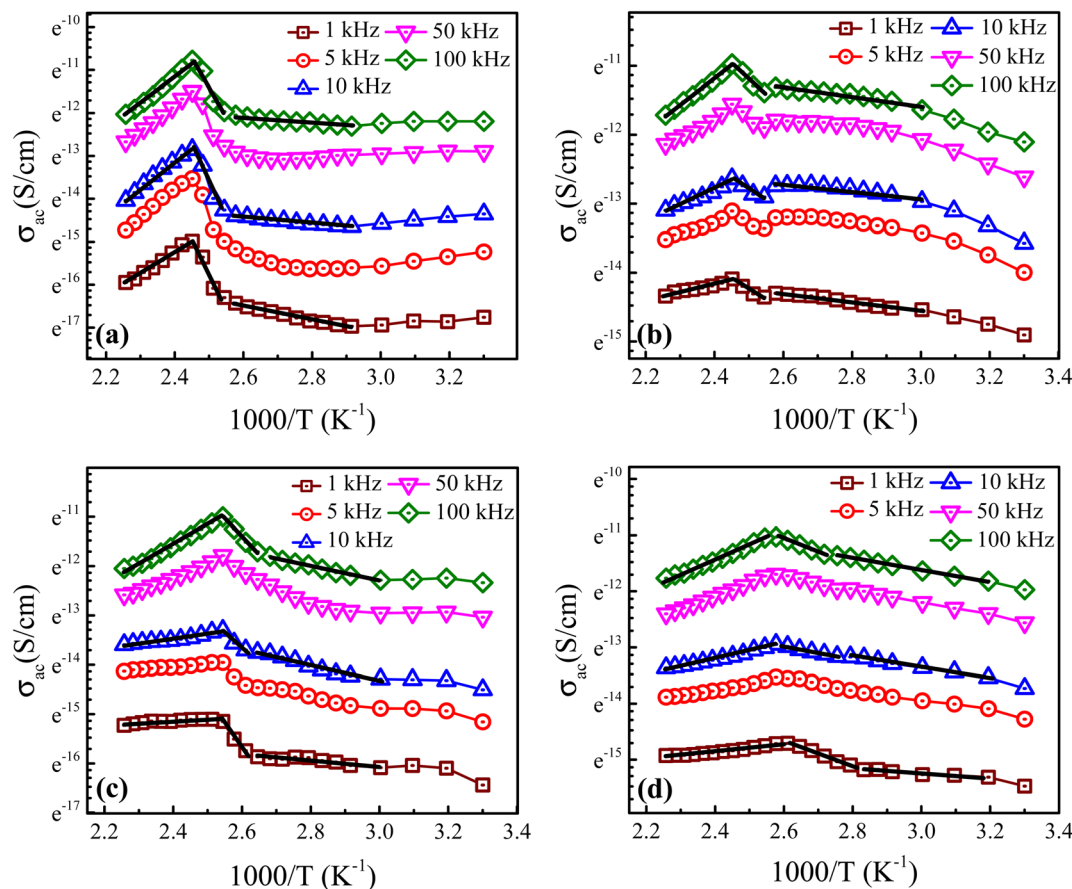 1 kHz 50 kHz
5 kHz 100 kHz
10 kHz
e⁻¹⁰
e⁻¹¹
e⁻¹²
e⁻¹³
e⁻¹⁴
e⁻¹⁵
e⁻¹⁶
e⁻¹⁷
σac(S/cm)
(a)
2.2 2.4 2.6 2.8 3.0 3.2
1000/T (K⁻¹)
1 kHz 10 kHz
5 kHz 50 kHz
100 kHz
e⁻¹¹
e⁻¹²
e⁻¹³
e⁻¹⁴
e⁻¹⁵
σac(S/cm)
(b)
2.2 2.4 2.6 2.8 3.0 3.2 3.4
1000/T (K⁻¹)
1 kHz 50 kHz
5 kHz 100 kHz
10 kHz
e⁻¹¹
e⁻¹²
e⁻¹³
e⁻¹⁴
e⁻¹⁵
e⁻¹⁶
e⁻¹⁷
σac(S/cm)
(c)
2.2 2.4 2.6 2.8 3.0 3.2 3.4
1000/T (K⁻¹)
1 kHz 10 kHz
5 kHz 50 kHz
100 kHz
e⁻¹⁰
e⁻¹¹
e⁻¹²
e⁻¹³
e⁻¹⁴
e⁻¹⁵
σac(S/cm)
(d)
2.2 2.4 2.6 2.8 3.0 3.2 3.4
1000/T (K⁻¹)